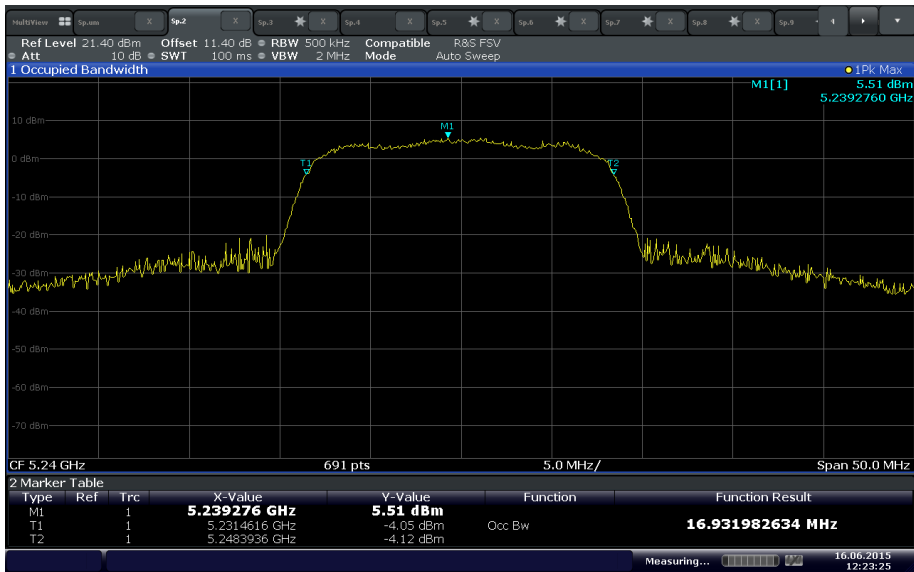 MultiView Sp.um X Sp.2 X Sp.3 X Sp.4 X Sp.5 X Sp.6 X Sp.7 X Sp.8 X Sp.9
Ref Level 21.40 dBm Offset 11.40 dB RBW 500 kHz Compatible R&S FSV
Att 10 dB SWT 100 ms VBW 2 MHz Mode Auto Sweep
1 Occupied Bandwidth 1Pk Max
M1[1] 5.51 dBm
5.2392760 GHz
10 dBm
M1
0 dBm
T1 T2
-10 dBm
-20 dBm
-30 dBm
-40 dBm
-50 dBm
-60 dBm
-70 dBm
CF 5.24 GHz 691 pts 5.0 MHz/ Span 50.0 MHz
2 Marker Table
Type Ref Trc X-Value Y-Value Function Function Result
M1 1 5.239276 GHz 5.51 dBm
T1 1 5.2314616 GHz -4.05 dBm Occ Bw 16.931982634 MHz
T2 1 5.2483936 GHz -4.12 dBm
Measuring... 16.06.2015
12:23:25